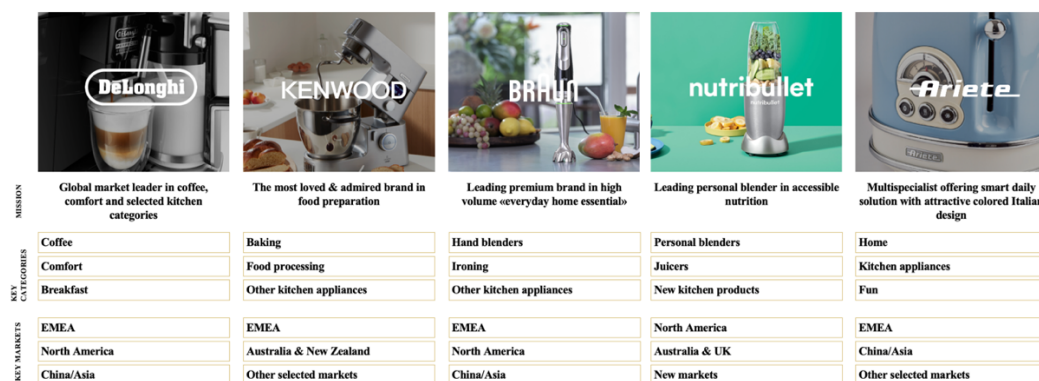 DeLonghi
KENWOOD
BRAUN
nutribullet
nutribullet
Ariete
Ariete
MISSION
Global market leader in coffee,
comfort and selected kitchen
categories
The most loved & admired brand in
food preparation
Leading premium brand in high
volume «everyday home essential»
Leading personal blender in accessible
nutrition
Multispecialist offering smart daily
solution with attractive colored Italian
design
KEY
CATEGORIES
Coffee
Baking
Hand blenders
Personal blenders
Home
Comfort
Food processing
Ironing
Juicers
Kitchen appliances
Breakfast
Other kitchen appliances
Other kitchen appliances
New kitchen products
Fun
KEY MARKETS
EMEA
EMEA
EMEA
North America
EMEA
North America
Australia & New Zealand
North America
Australia & UK
China/Asia
China/Asia
Other selected markets
China/Asia
New markets
Other selected markets